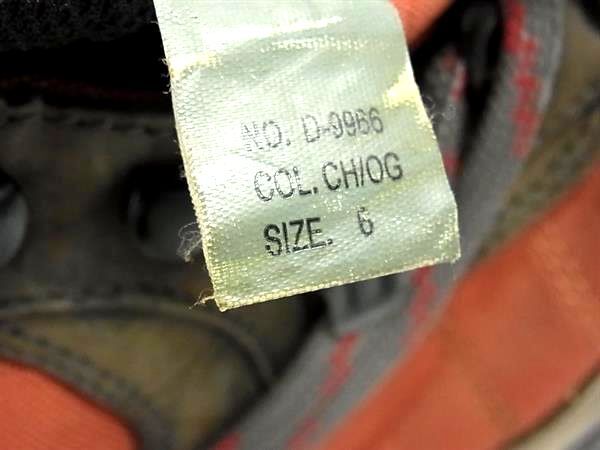 NO. D-9966
COL. CH/OG
SIZE. 6